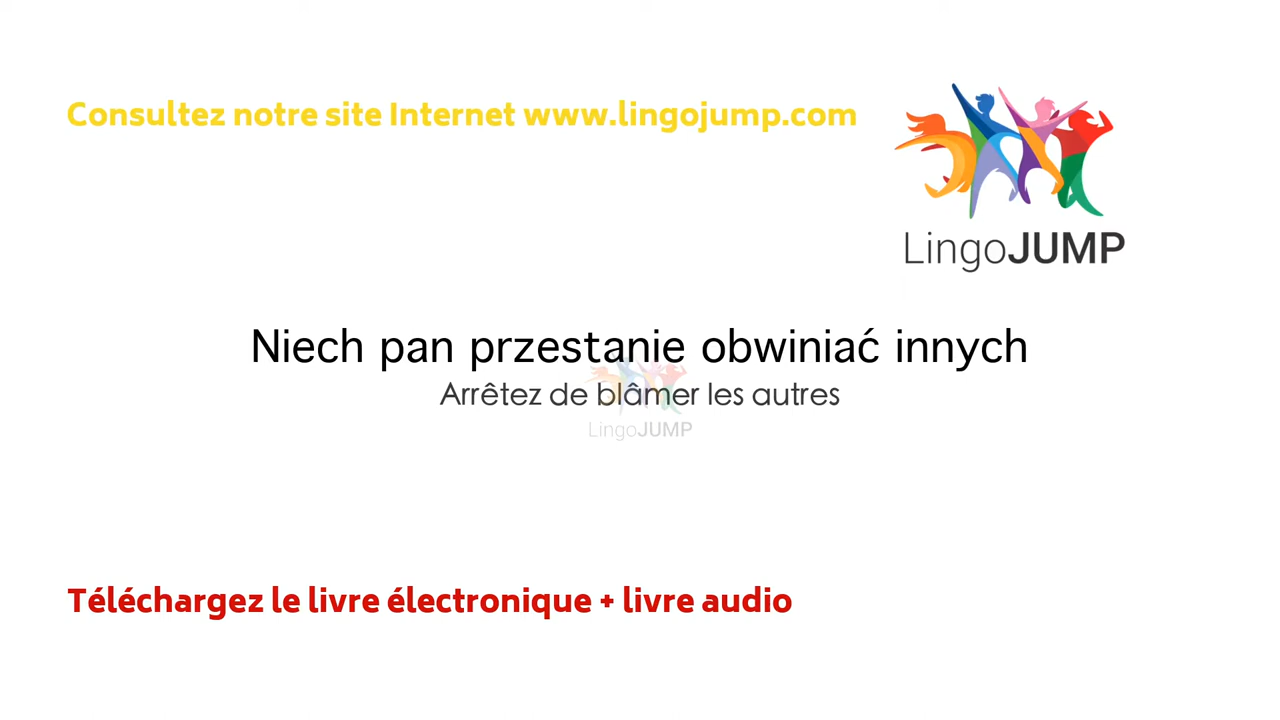 Consultez notre site Internet www.lingojump.com
LingoJUMP
Niech pan przestanie obwiniać innych
Arrêtez de blâmer les autres
LingoJUMP
Téléchargez le livre électronique + livre audio